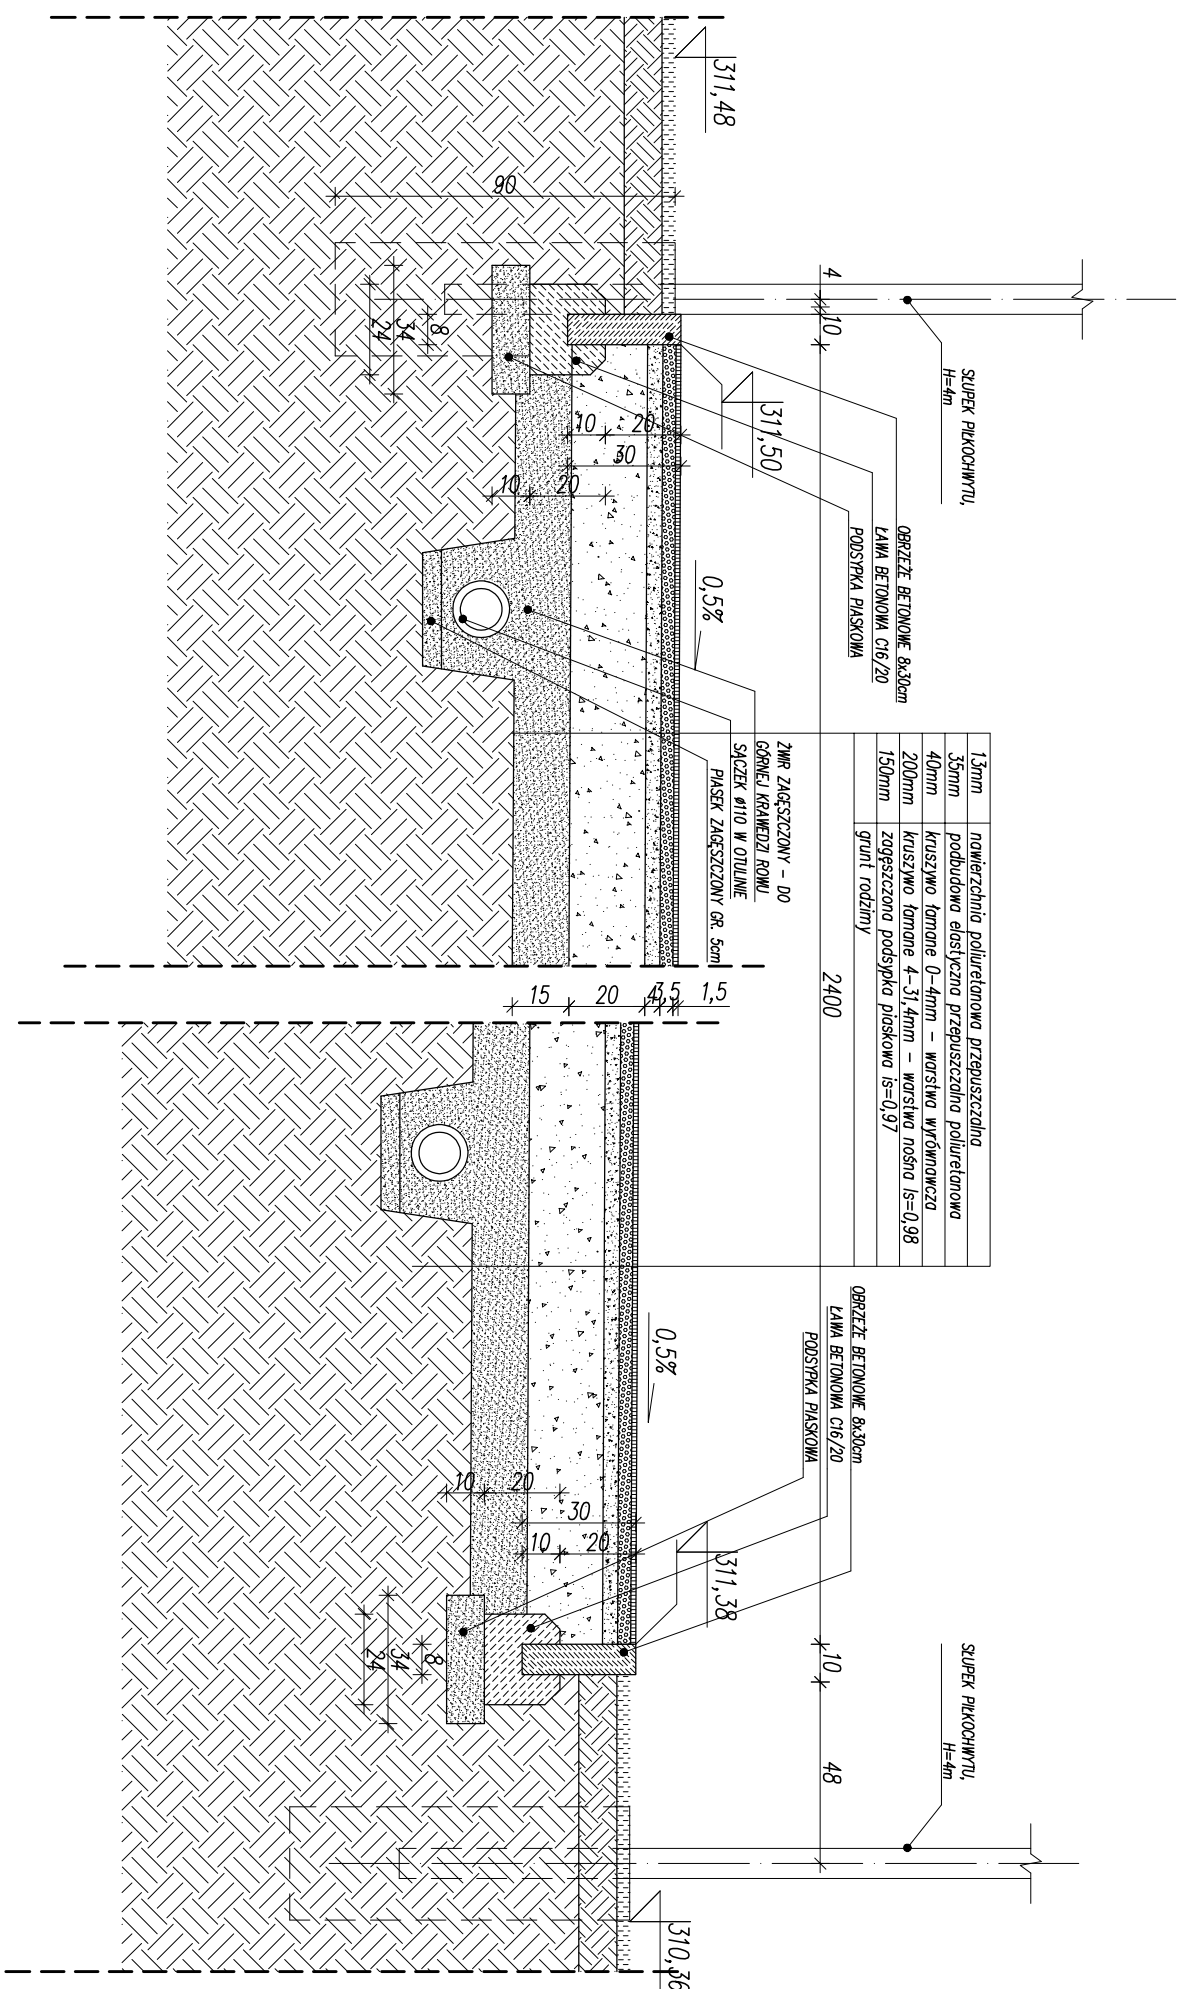 311,48
90
4
10
SŁUPEK PIŁKOCHWYTU,
H=4m
8
34
24
311,50
10
20
30
10
20
OBRZEŻE BETONOWE 8x30cm
ŁAWA BETONOWA C16/20
PODSYPKA PIASKOWA
0,5%
ŻWIR ZAGĘSZCZONY - DO
GÓRNEJ KRAWĘDZI ROWU
SĄCZEK ø110 W OTULINIE
PIASEK ZAGĘSZCZONY GR. 5cm
13mm nawierzchnia poliuretanowa przepuszczalna
35mm podbudowa elastyczna przepuszczalna poliuretanowa
40mm kruszywo łamane 0-4mm - warstwa wyrównawcza
200mm kruszywo łamane 4-31,4mm - warstwa nośna Is=0,98
150mm zagęszczona podsypka piaskowa is=0,97
grunt rodzimy
2400
15
20
4
3,5
1,5
OBRZEŻE BETONOWE 8x30cm
ŁAWA BETONOWA C16/20
PODSYPKA PIASKOWA
0,5%
10
20
30
10
20
311,38
8
34
24
10
48
SŁUPEK PIŁKOCHWYTU,
H=4m
310,36